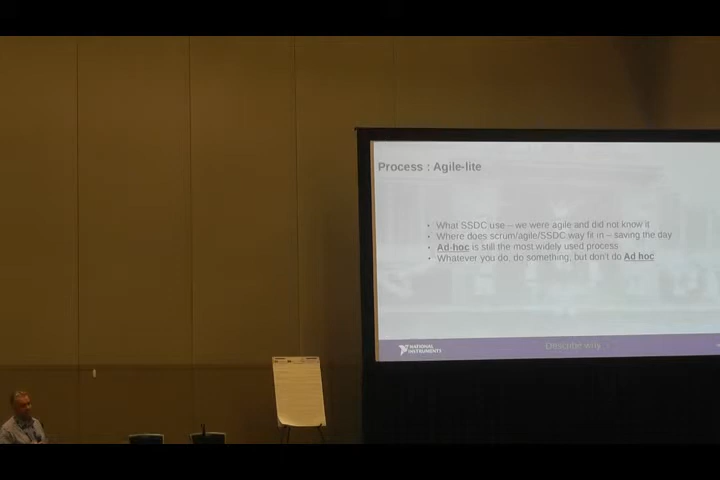 Process : Agile-lite
• What SSDC use – we were agile and did not know it
• Where does scrum/agile/SSDC way fit in – saving the day
• Ad-hoc is still the most widely used process
• Whatever you do, do something, but don't do Ad hoc
NATIONAL
INSTRUMENTS
Describe why